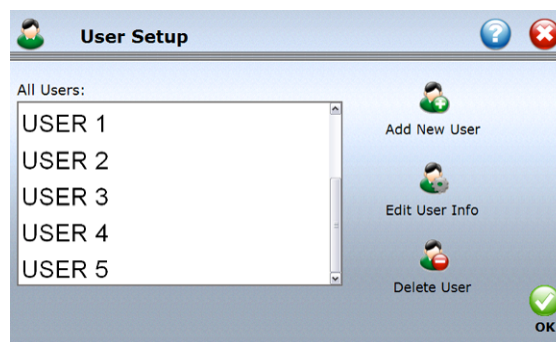 User Setup
All Users:
USER 1
USER 2
USER 3
USER 4
USER 5
Add New User
Edit User Info
Delete User
OK